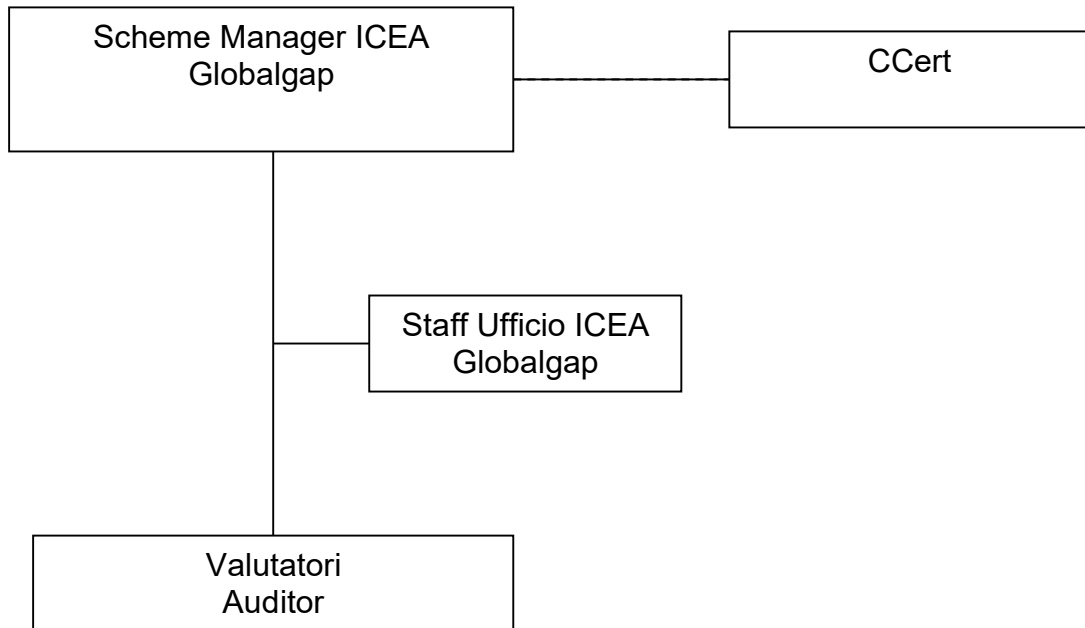 Scheme Manager ICEA
Globalgap
CCert
Staff Ufficio ICEA
Globalgap
Valutatori
Auditor